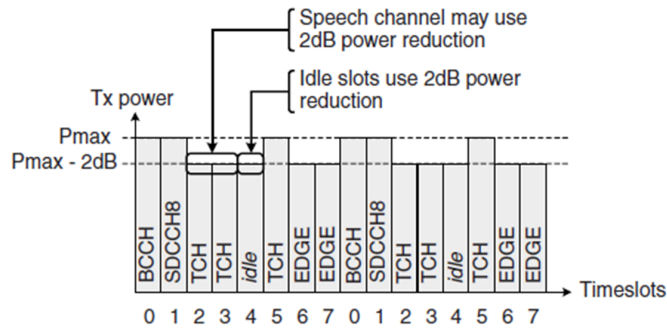 Speech channel may use
2dB power reduction
Idle slots use 2dB power
reduction
Tx power
Pmax
Pmax - 2dB
BCCH
SDCCH8
TCH
TCH
idle
TCH
EDGE
EDGE
BCCH
SDCCH8
TCH
TCH
idle
TCH
EDGE
EDGE
Timeslots
0 1 2 3 4 5 6 7 0 1 2 3 4 5 6 7